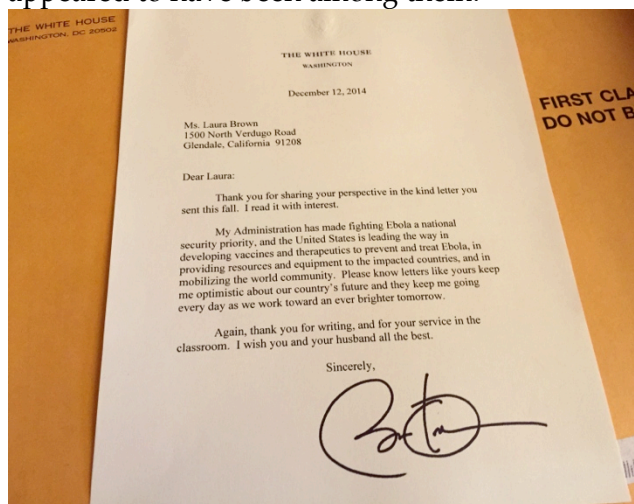 THE WHITE HOUSE
WASHINGTON, DC 20502
THE WHITE HOUSE
WASHINGTON
December 12, 2014
FIRST CLA
DO NOT B
Ms. Laura Brown
1500 North Verdugo Road
Glendale, California 91208
Dear Laura:
Thank you for sharing your perspective in the kind letter you
sent this fall. I read it with interest.
My Administration has made fighting Ebola a national
security priority, and the United States is leading the way in
developing vaccines and therapeutics to prevent and treat Ebola, in
providing resources and equipment to the impacted countries, and in
mobilizing the world community. Please know letters like yours keep
me optimistic about our country's future and they keep me going
every day as we work toward an ever brighter tomorrow.
Again, thank you for writing, and for your service in the
classroom. I wish you and your husband all the best.
Sincerely,